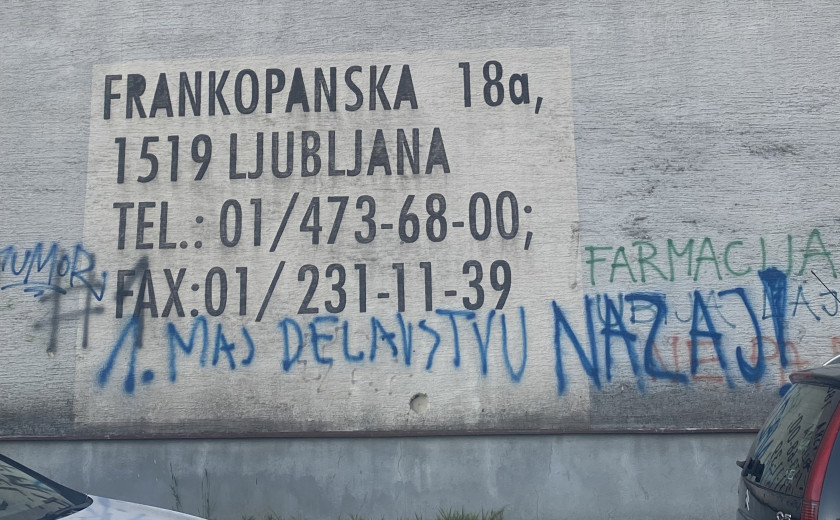 FRANKOPANSKA 18a,
1519 LJUBLJANA
TEL.: 01/473-68-00;
FAX:01/231-11-39
TUMOR
FARMACIJA
1. MAJ DELAVSTVU NAZAJ!